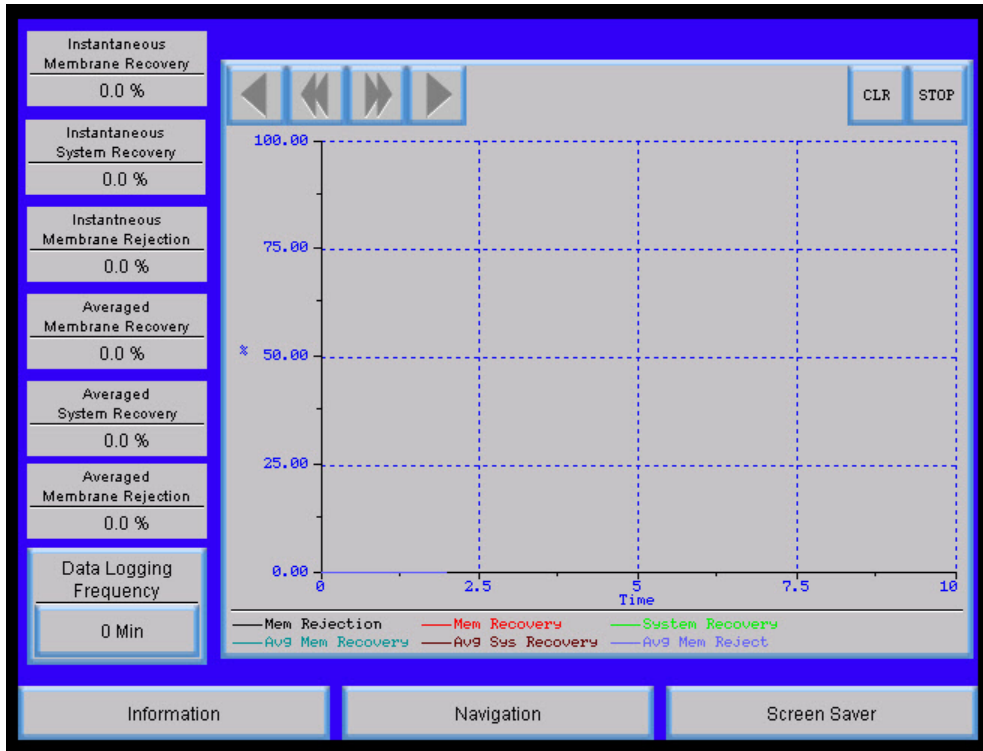 Instantaneous
Membrane Recovery
0.0 %
Instantaneous
System Recovery
0.0 %
Instantneous
Membrane Rejection
0.0 %
Averaged
Membrane Recovery
0.0 %
Averaged
System Recovery
0.0 %
Averaged
Membrane Rejection
0.0 %
Data Logging
Frequency
0 Min
CLR STOP
100.00
75.00
% 50.00
25.00
0.00
0 2.5 5 7.5 10
Time
Mem Rejection Mem Recovery System Recovery
Avg Mem Recovery Avg Sys Recovery Avg Mem Reject
Information Navigation Screen Saver